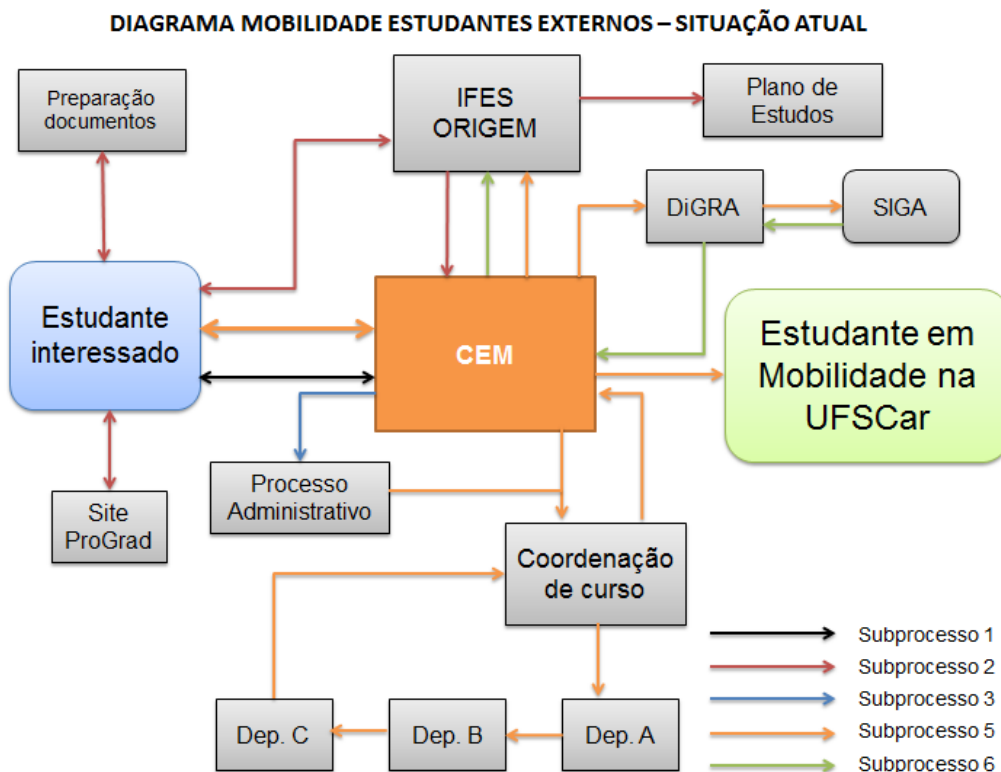 DIAGRAMA MOBILIDADE ESTUDANTES EXTERNOS – SITUAÇÃO ATUAL
Preparação
documentos
IFES
ORIGEM
Plano de
Estudos
DiGRA
SIGA
Estudante
interessado
CEM
Estudante em
Mobilidade na
UFSCar
Processo
Administrativo
Site
ProGrad
Coordenação
de curso
Dep. C
Dep. B
Dep. A
Subprocesso 1
Subprocesso 2
Subprocesso 3
Subprocesso 5
Subprocesso 6